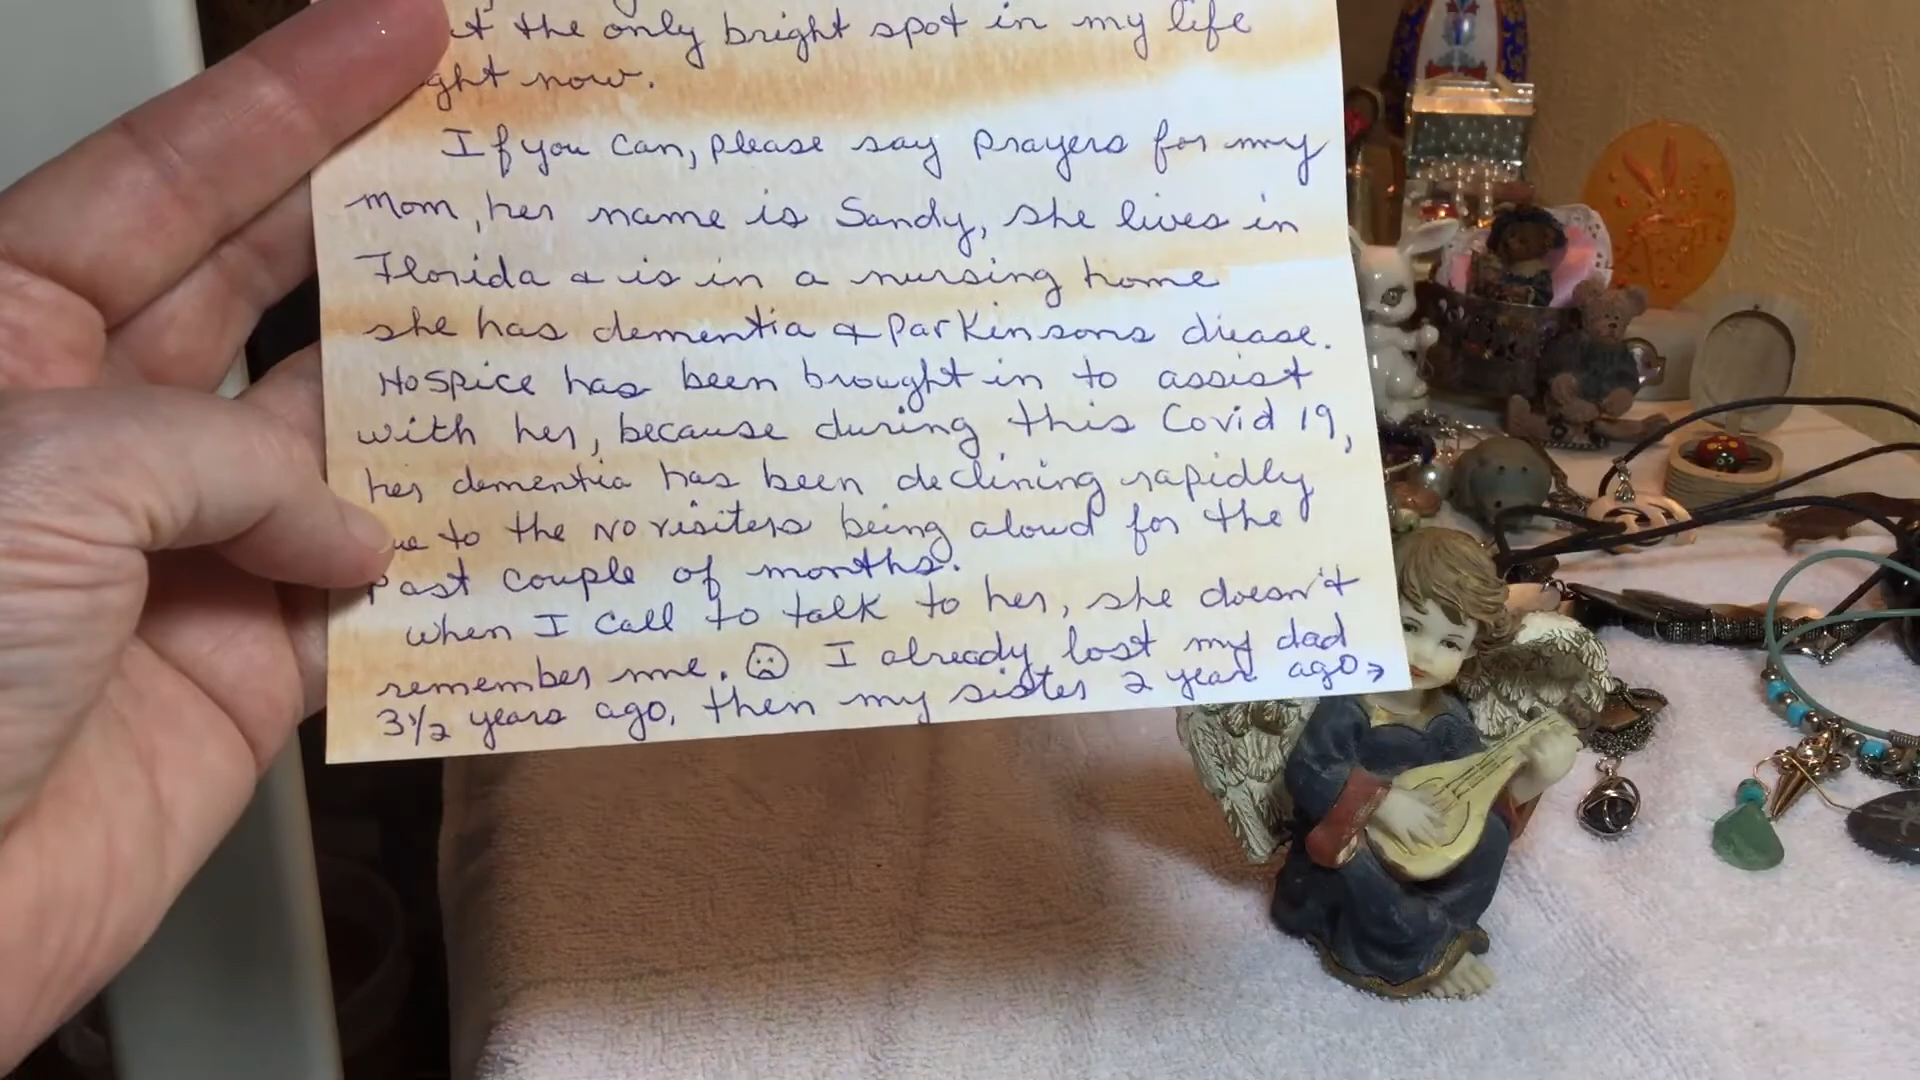 the only bright spot in my life
now.
If you can, please say prayers for my
mom, her name is Sandy, she lives in
Florida & is in a nursing home
she has dementia & Parkinsons diease.
Hospice has been brought in to assist
with her, because during this Covid 19,
her dementia has been declining rapidly
to the No visiters being aloud for the
past couple of months.
when I call to talk to her, she doesn't
remember me. ☹ I already lost my dad
3½ years ago, then my sister 2 year ago→